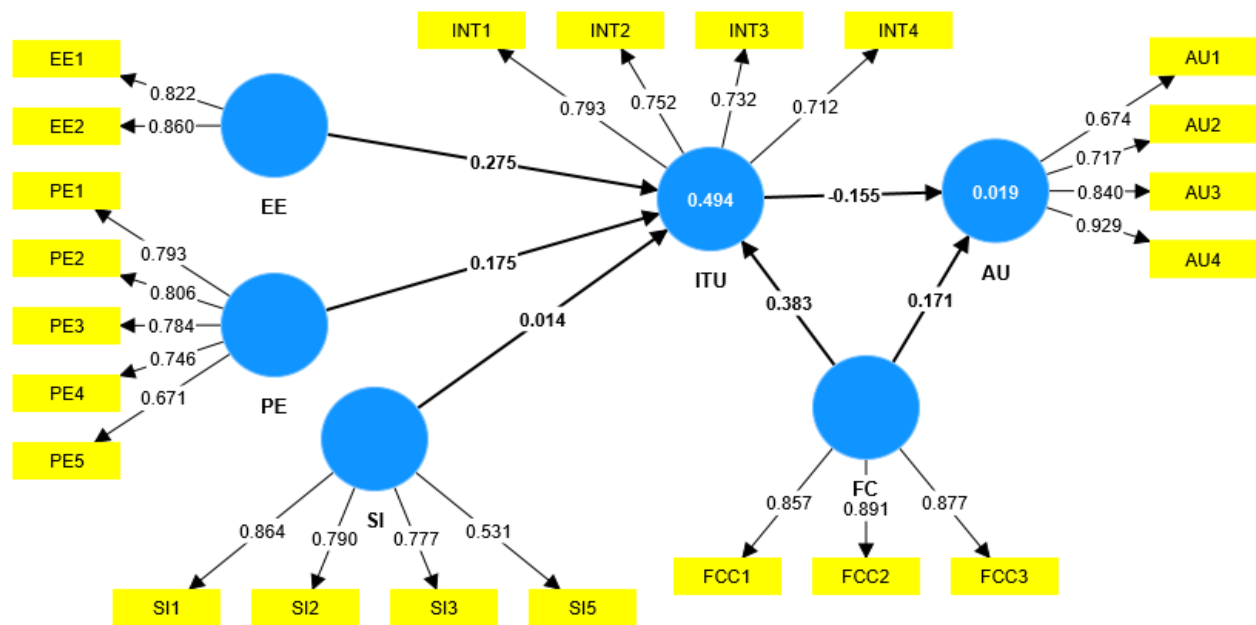 INT1
INT2
INT3
INT4
EE1
AU1
0.822
0.793
0.752
0.732
0.712
0.674
AU2
EE2
0.860
0.717
0.275
PE1
EE
0.494
-0.155
0.019
0.840
AU3
0.929
0.793
PE2
0.806
0.175
ITU
AU
AU4
PE3
0.784
0.014
0.383
0.171
0.746
PE4
0.671
PE
PE5
SI
FC
0.864
0.790
0.777
0.531
0.857
0.891
0.877
FCC1
FCC2
FCC3
SI1
SI2
SI3
SI5